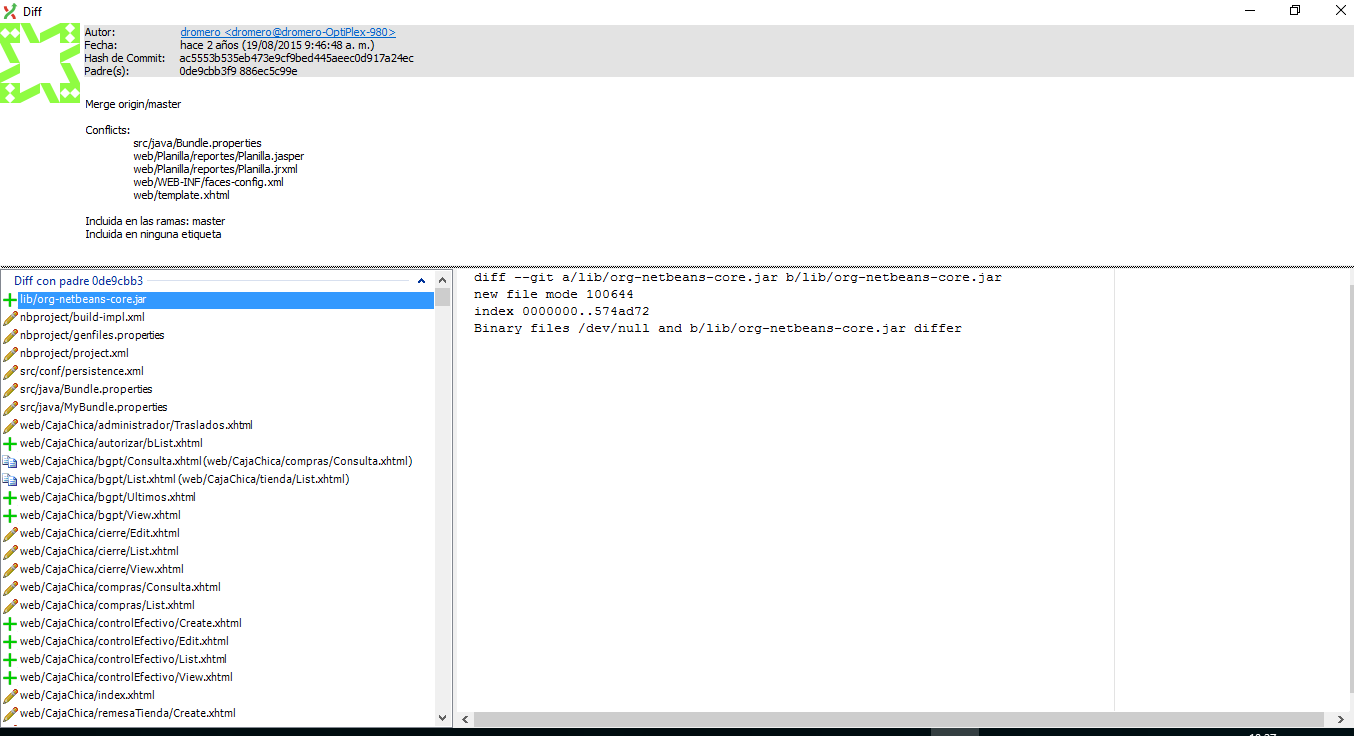 Diff
Autor: dromero <dromero@dromero-OptiPlex-980>
Fecha: hace 2 años (19/08/2015 9:46:48 a. m.)
Hash de Commit: ac5553b535eb473e9cf9bed445aeec0d917a24ec
Padre(s): 0de9cbb3f9 886ec5c99e
Merge origin/master
Conflicts:
src/java/Bundle.properties
web/Planilla/reportes/Planilla.jasper
web/Planilla/reportes/Planilla.jrxml
web/WEB-INF/faces-config.xml
web/template.xhtml
Incluida en las ramas: master
Incluida en ninguna etiqueta
Diff con padre 0de9cbb3
lib/org-netbeans-core.jar
nbproject/build-impl.xml
nbproject/genfiles.properties
nbproject/project.xml
src/conf/persistence.xml
src/java/Bundle.properties
src/java/MyBundle.properties
web/CajaChica/administrador/Traslados.xhtml
web/CajaChica/autorizar/bList.xhtml
web/CajaChica/bgpt/Consulta.xhtml (web/CajaChica/compras/Consulta.xhtml)
web/CajaChica/bgpt/List.xhtml (web/CajaChica/tienda/List.xhtml)
web/CajaChica/bgpt/Ultimos.xhtml
web/CajaChica/bgpt/View.xhtml
web/CajaChica/cierre/Edit.xhtml
web/CajaChica/cierre/List.xhtml
web/CajaChica/cierre/View.xhtml
web/CajaChica/compras/Consulta.xhtml
web/CajaChica/compras/List.xhtml
web/CajaChica/controlEfectivo/Create.xhtml
web/CajaChica/controlEfectivo/Edit.xhtml
web/CajaChica/controlEfectivo/List.xhtml
web/CajaChica/controlEfectivo/View.xhtml
web/CajaChica/index.xhtml
web/CajaChica/remesaTienda/Create.xhtml
diff --git a/lib/org-netbeans-core.jar b/lib/org-netbeans-core.jar
new file mode 100644
index 0000000..574ad72
Binary files /dev/null and b/lib/org-netbeans-core.jar differ